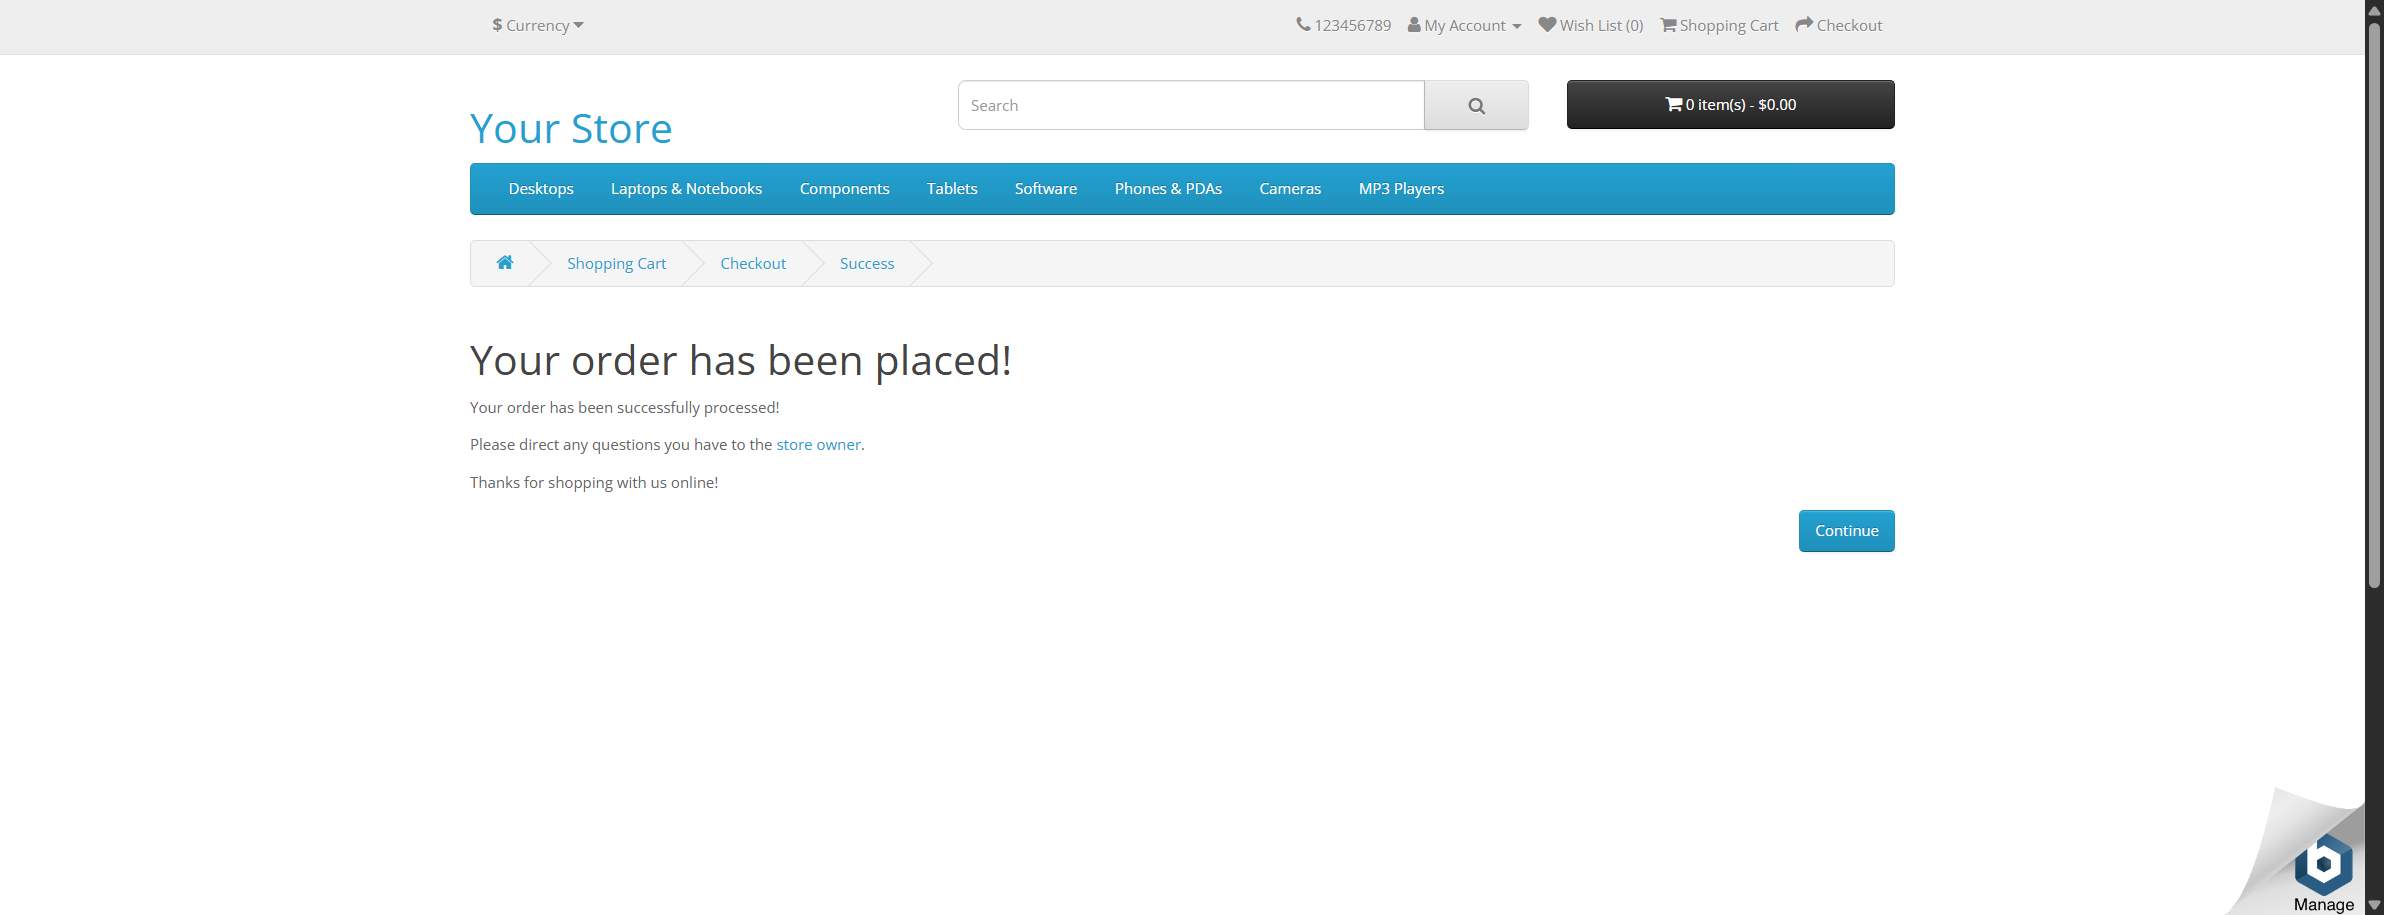 $ Currency
123456789 My Account Wish List (0) Shopping Cart Checkout
Your Store
Search
0 item(s) - $0.00
Desktops Laptops & Notebooks Components Tablets Software Phones & PDAs Cameras MP3 Players
Shopping Cart Checkout Success
Your order has been placed!
Your order has been successfully processed!
Please direct any questions you have to the store owner.
Thanks for shopping with us online!
Continue
Manage